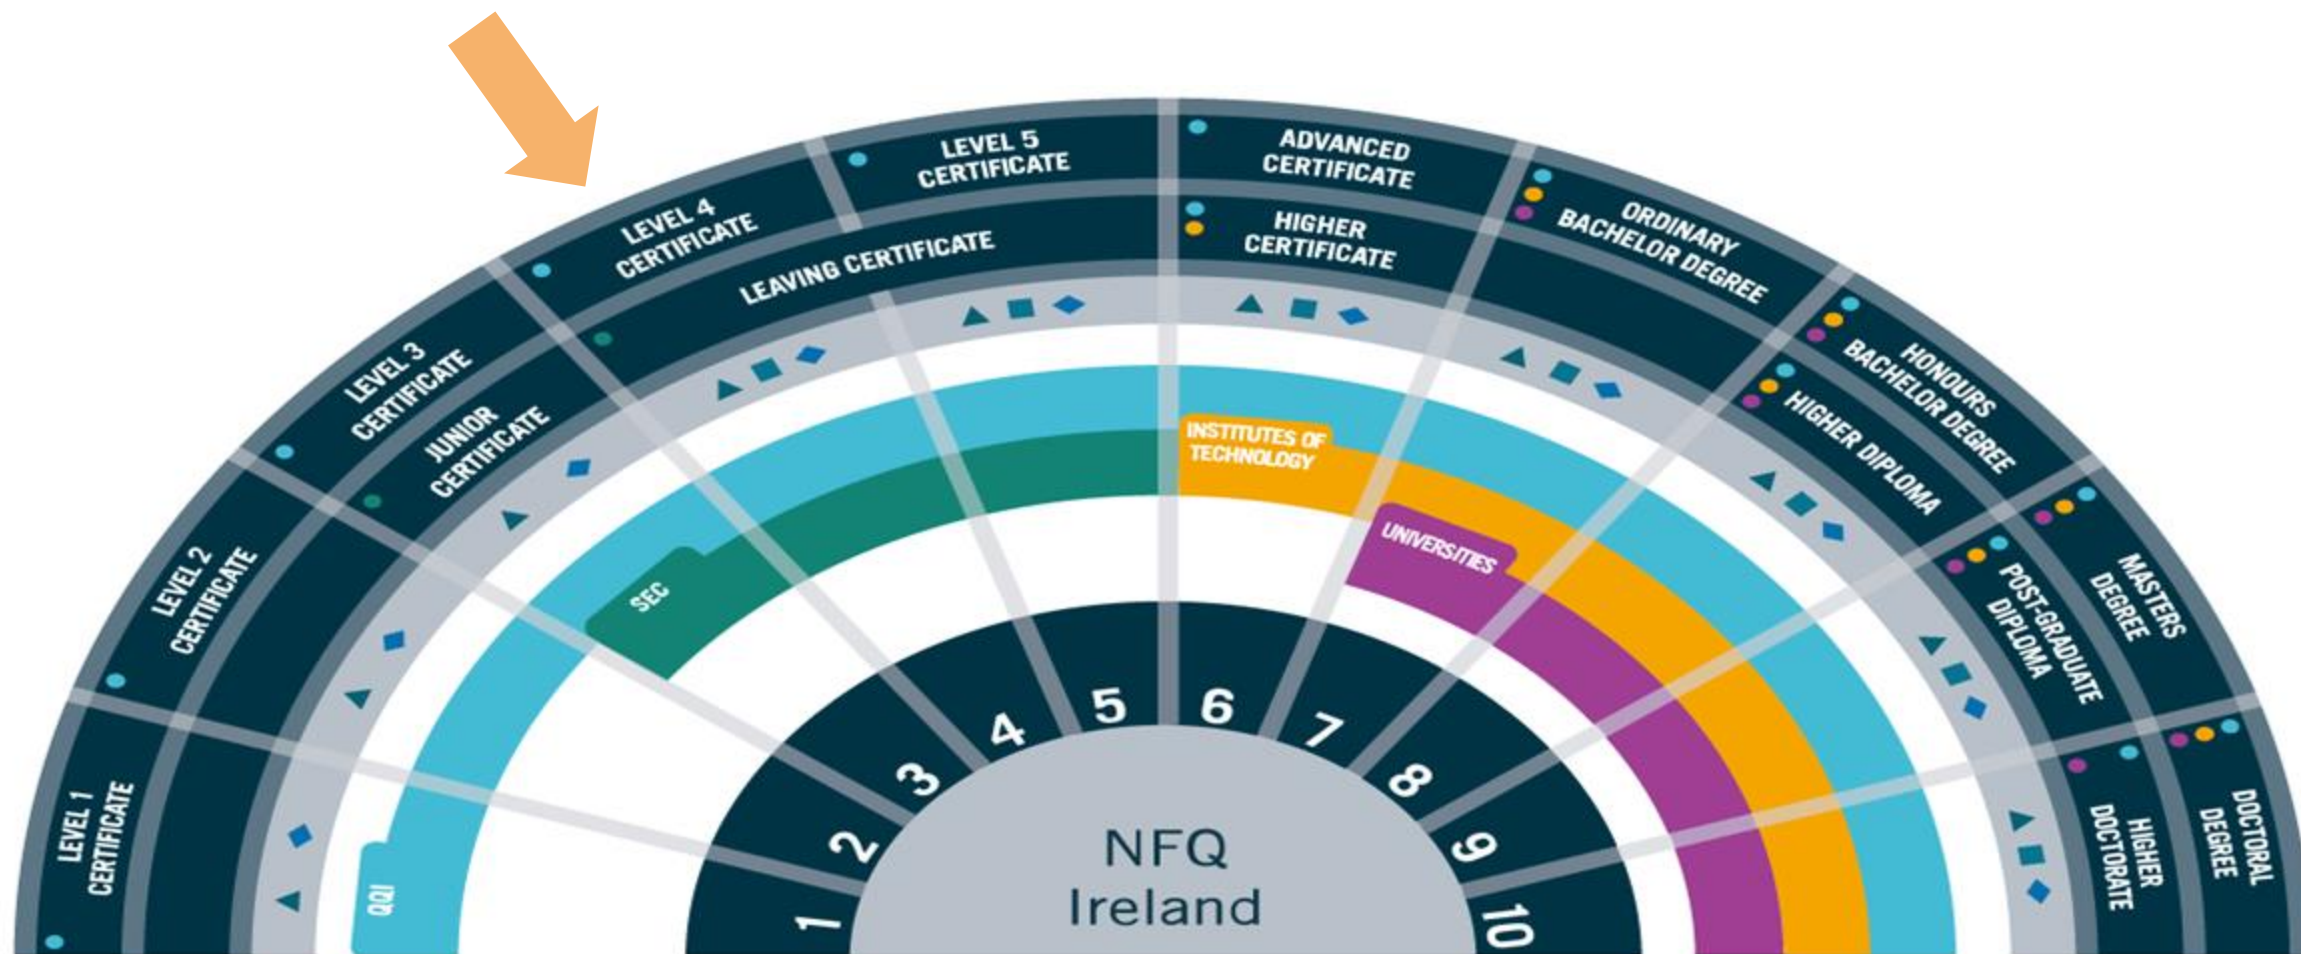 LEVEL 1
CERTIFICATE
LEVEL 2
CERTIFICATE
LEVEL 3
CERTIFICATE
JUNIOR
CERTIFICATE
LEVEL 4
CERTIFICATE
LEVEL 5
CERTIFICATE
LEAVING CERTIFICATE
ADVANCED
CERTIFICATE
HIGHER
CERTIFICATE
ORDINARY
BACHELOR DEGREE
HONOURS
BACHELOR DEGREE
HIGHER DIPLOMA
MASTERS
DEGREE
POST-GRADUATE
DIPLOMA
DOCTORAL
DEGREE
HIGHER
DOCTORATE
QQI
SEC
INSTITUTES OF
TECHNOLOGY
UNIVERSITIES
1
2
3
4
5
6
7
8
9
10
NFQ
Ireland